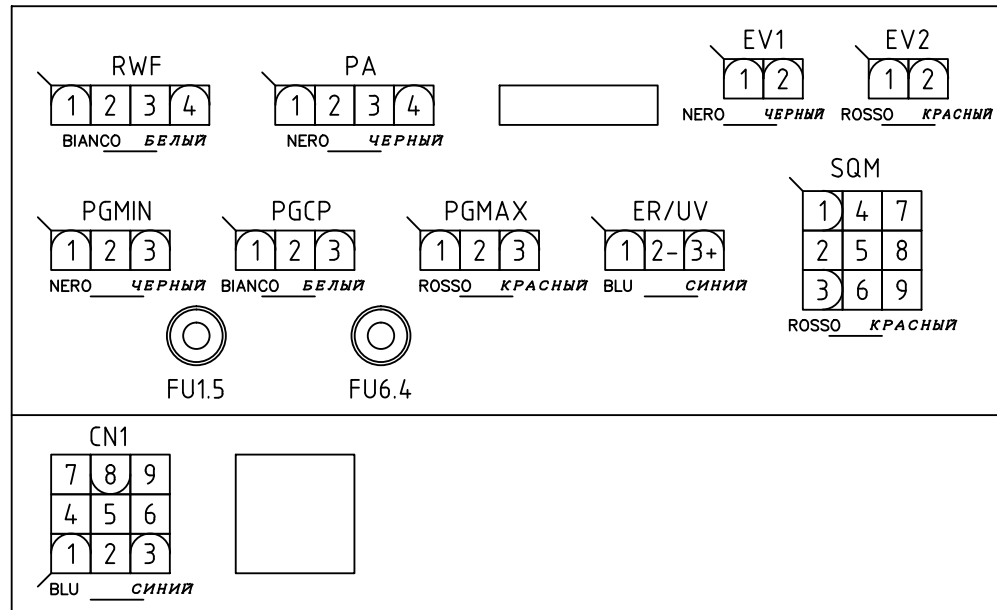 RWF
1 2 3 4
BIANCO БЕЛЫЙ
PA
1 2 3 4
NERO ЧЕРНЫЙ
EV1
1 2
NERO ЧЕРНЫЙ
EV2
1 2
ROSSO КРАСНЫЙ
PGMIN
1 2 3
NERO ЧЕРНЫЙ
PGCP
1 2 3
BIANCO БЕЛЫЙ
PGMAX
1 2 3
ROSSO КРАСНЫЙ
ER/UV
1 2- 3+
BLU СИНИЙ
SQM
1 4 7
2 5 8
3 6 9
ROSSO КРАСНЫЙ
FU1.5
FU6.4
CN1
7 8 9
4 5 6
1 2 3
BLU СИНИЙ